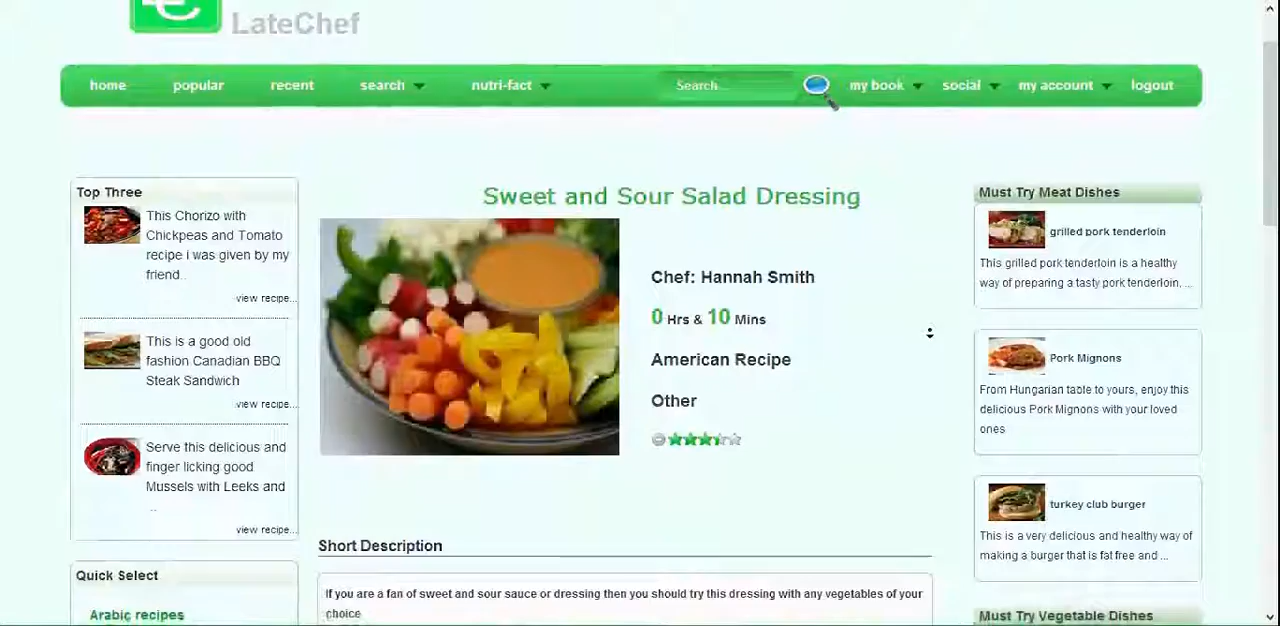 LateChef
home popular recent search nutri-fact Search... my book social my account logout
Top Three
This Chorizo with
Chickpeas and Tomato
recipe i was given by my
friend..
view recipe...
This is a good old
fashion Canadian BBQ
Steak Sandwich
view recipe...
Serve this delicious and
finger licking good
Mussels with Leeks and
..
view recipe...
Quick Select
Arabic recipes
Sweet and Sour Salad Dressing
Chef: Hannah Smith
0 Hrs & 10 Mins
American Recipe
Other
Short Description
If you are a fan of sweet and sour sauce or dressing then you should try this dressing with any vegetables of your
choice
Must Try Meat Dishes
grilled pork tenderloin
This grilled pork tenderloin is a healthy
way of preparing a tasty pork tenderloin, ...
Pork Mignons
From Hungarian table to yours, enjoy this
delicious Pork Mignons with your loved
ones
turkey club burger
This is a very delicious and healthy way of
making a burger that is fat free and ...
Must Try Vegetable Dishes